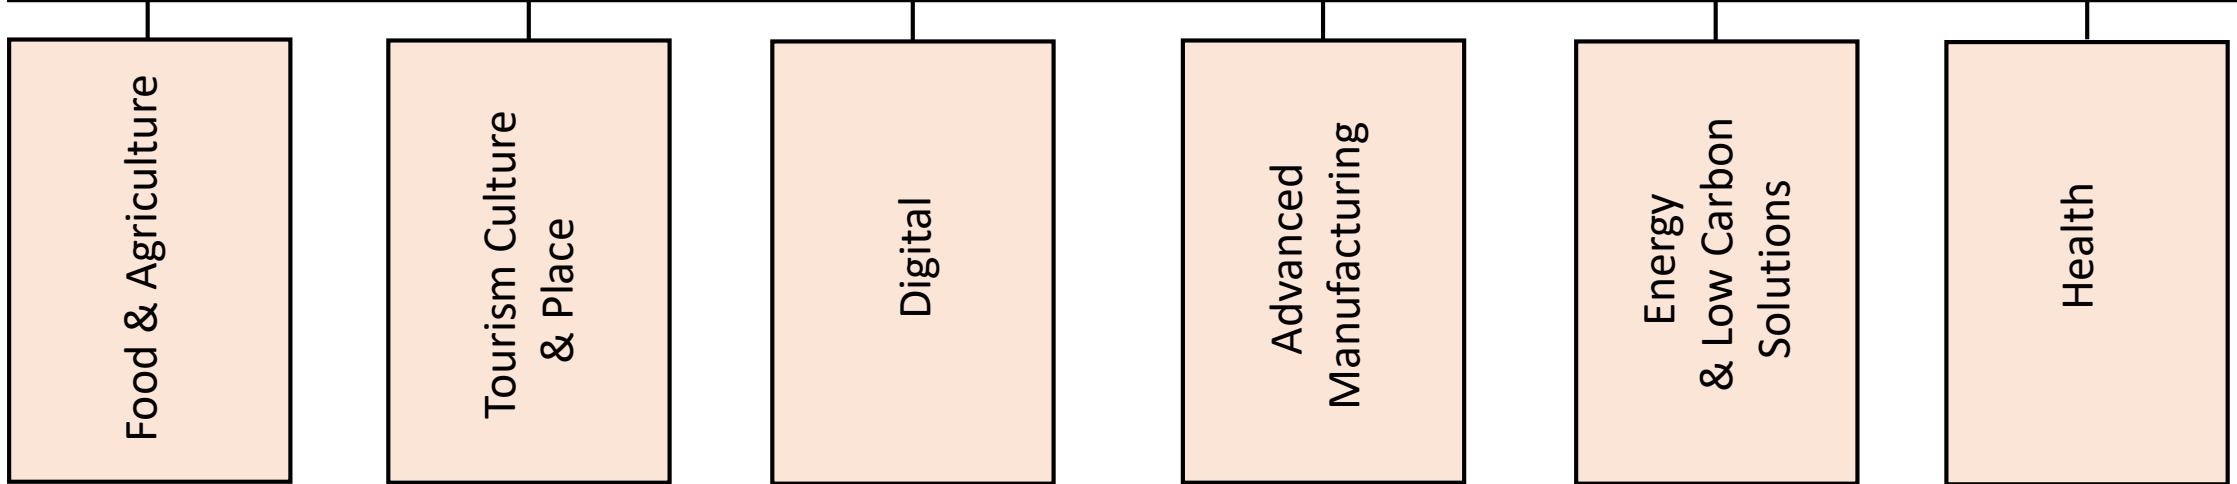 Food & Agriculture
Tourism Culture
& Place
Digital
Advanced
Manufacturing
Energy
& Low Carbon
Solutions
Health